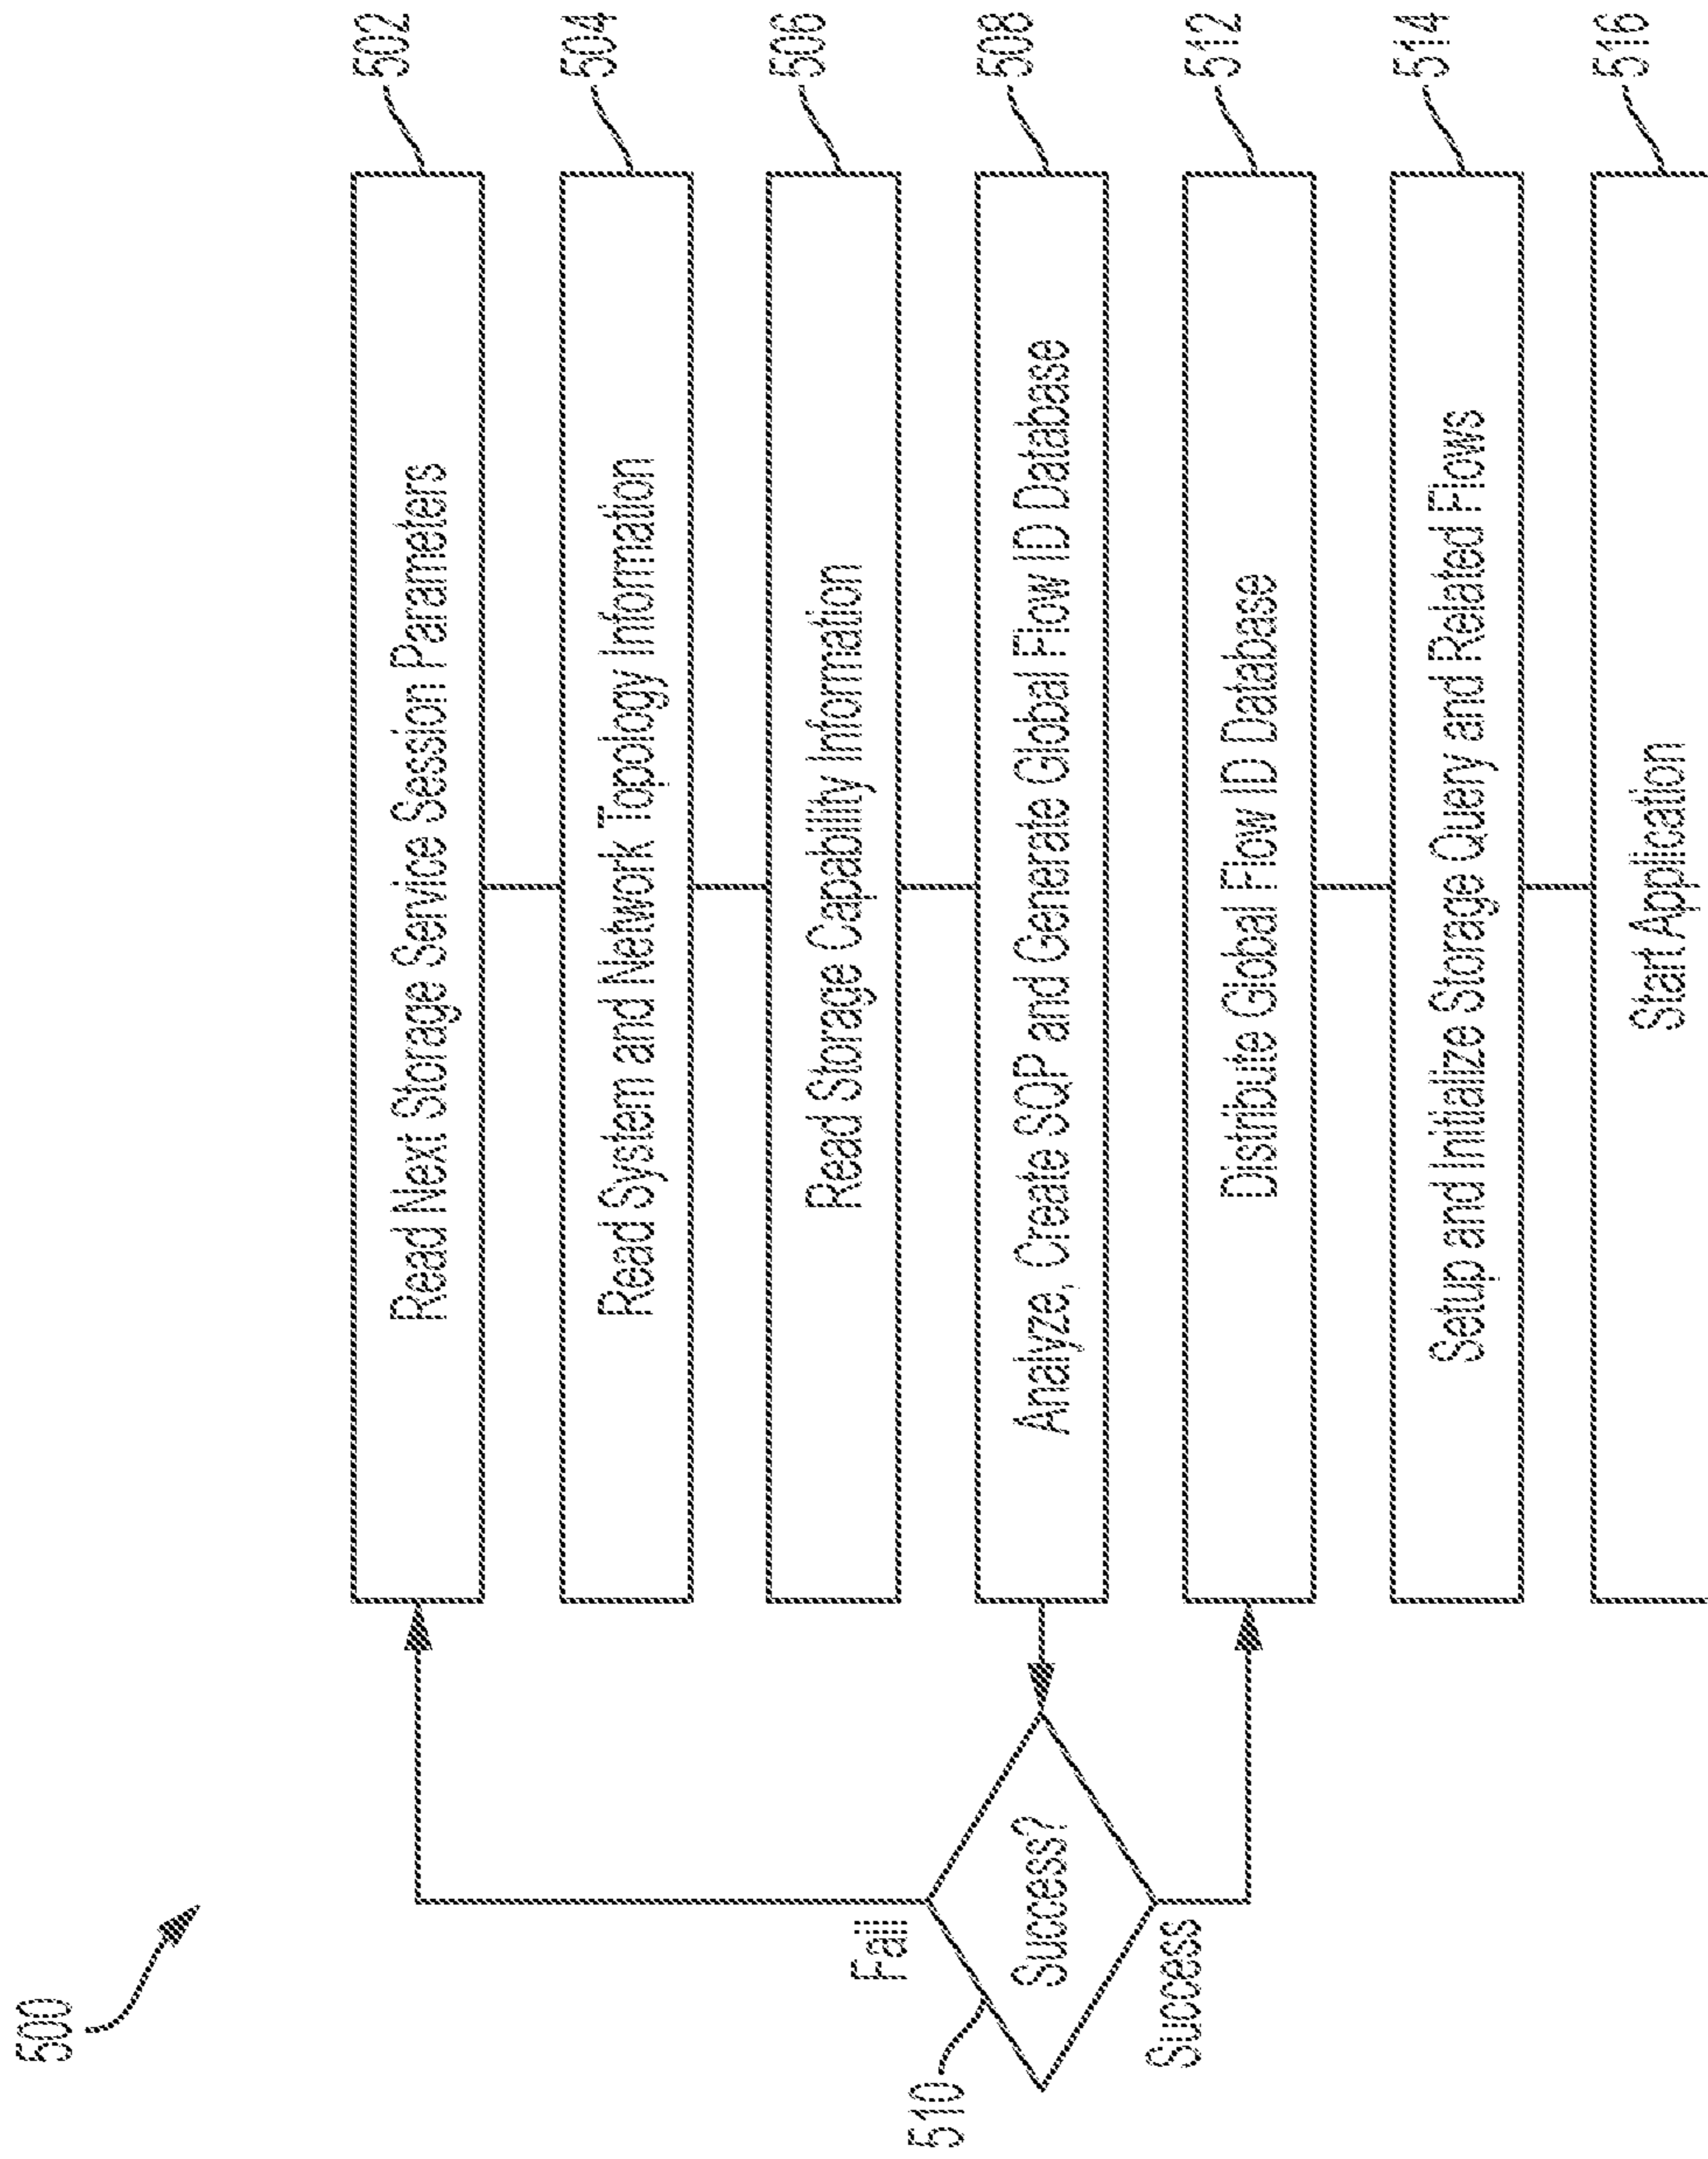 500
Read Next Storage Service Session Parameters
502
Read System and Network Topology Information
504
Read Storage Capability Information
506
Analyze, Create SQP and Generate Global Flow ID Database
508
510
Fail
Success?
Success
Distribute Global Flow ID Database
512
Setup and Initialize Storage Query and Related Flows
514
Start Application
516